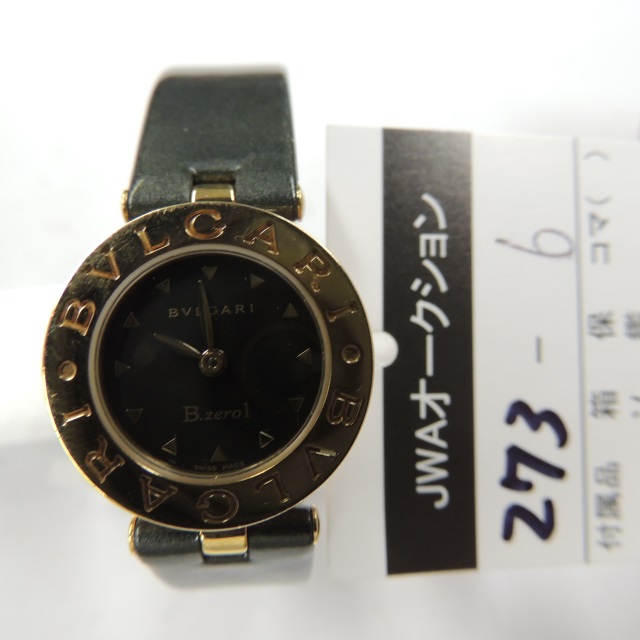 BVLGARI • BVLGARI •
BVLGARI
B.zero1
SWISS MADE
JWAオークション
273-6
付属品 箱 保
コマ( )